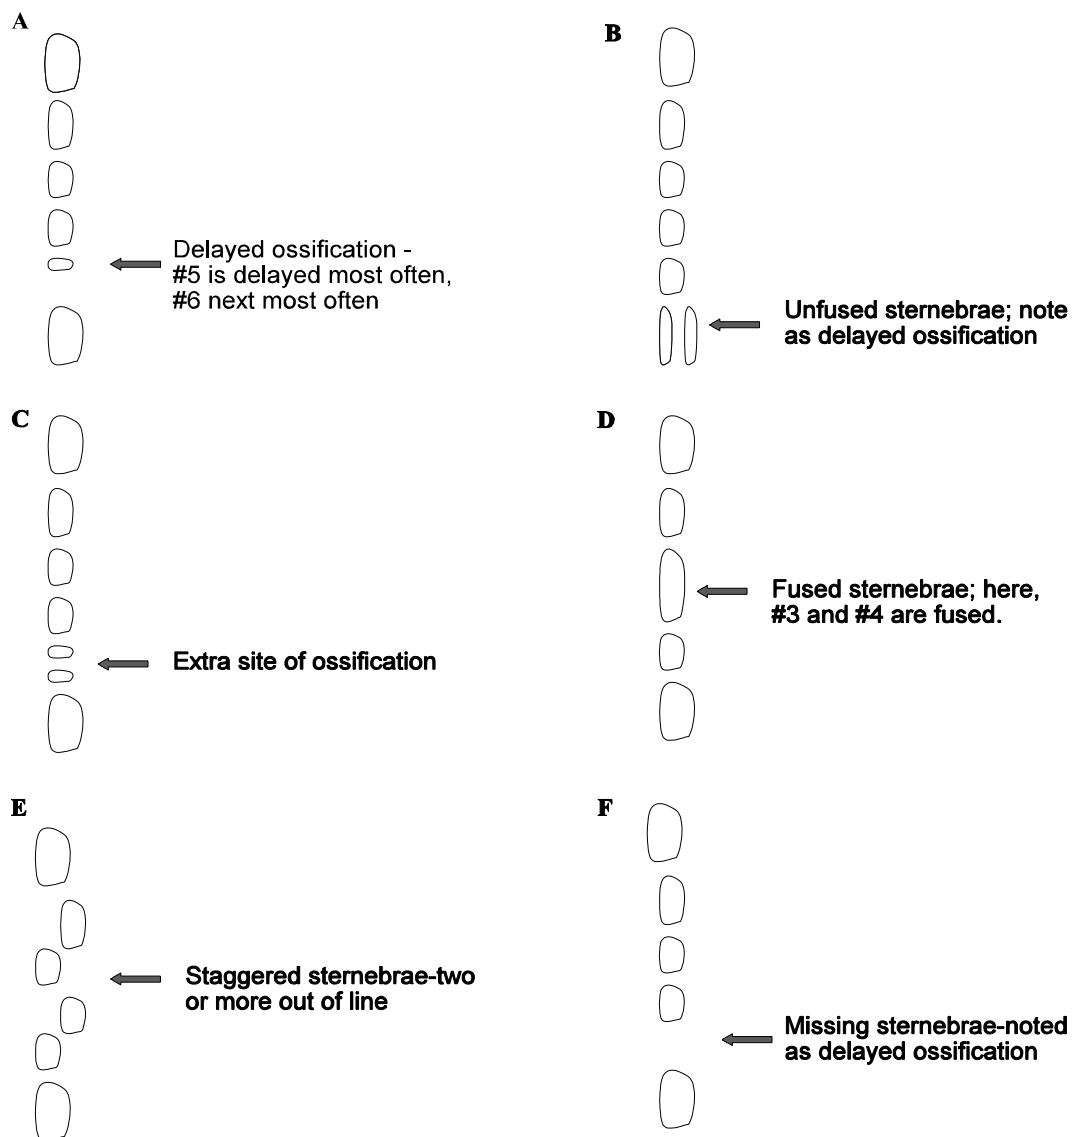 A
Delayed ossification -
#5 is delayed most often,
#6 next most often
B
Unfused sternebrae; note
as delayed ossification
C
Extra site of ossification
D
Fused sternebrae; here,
#3 and #4 are fused.
E
Staggered sternebrae-two
or more out of line
F
Missing sternebrae-noted
as delayed ossification